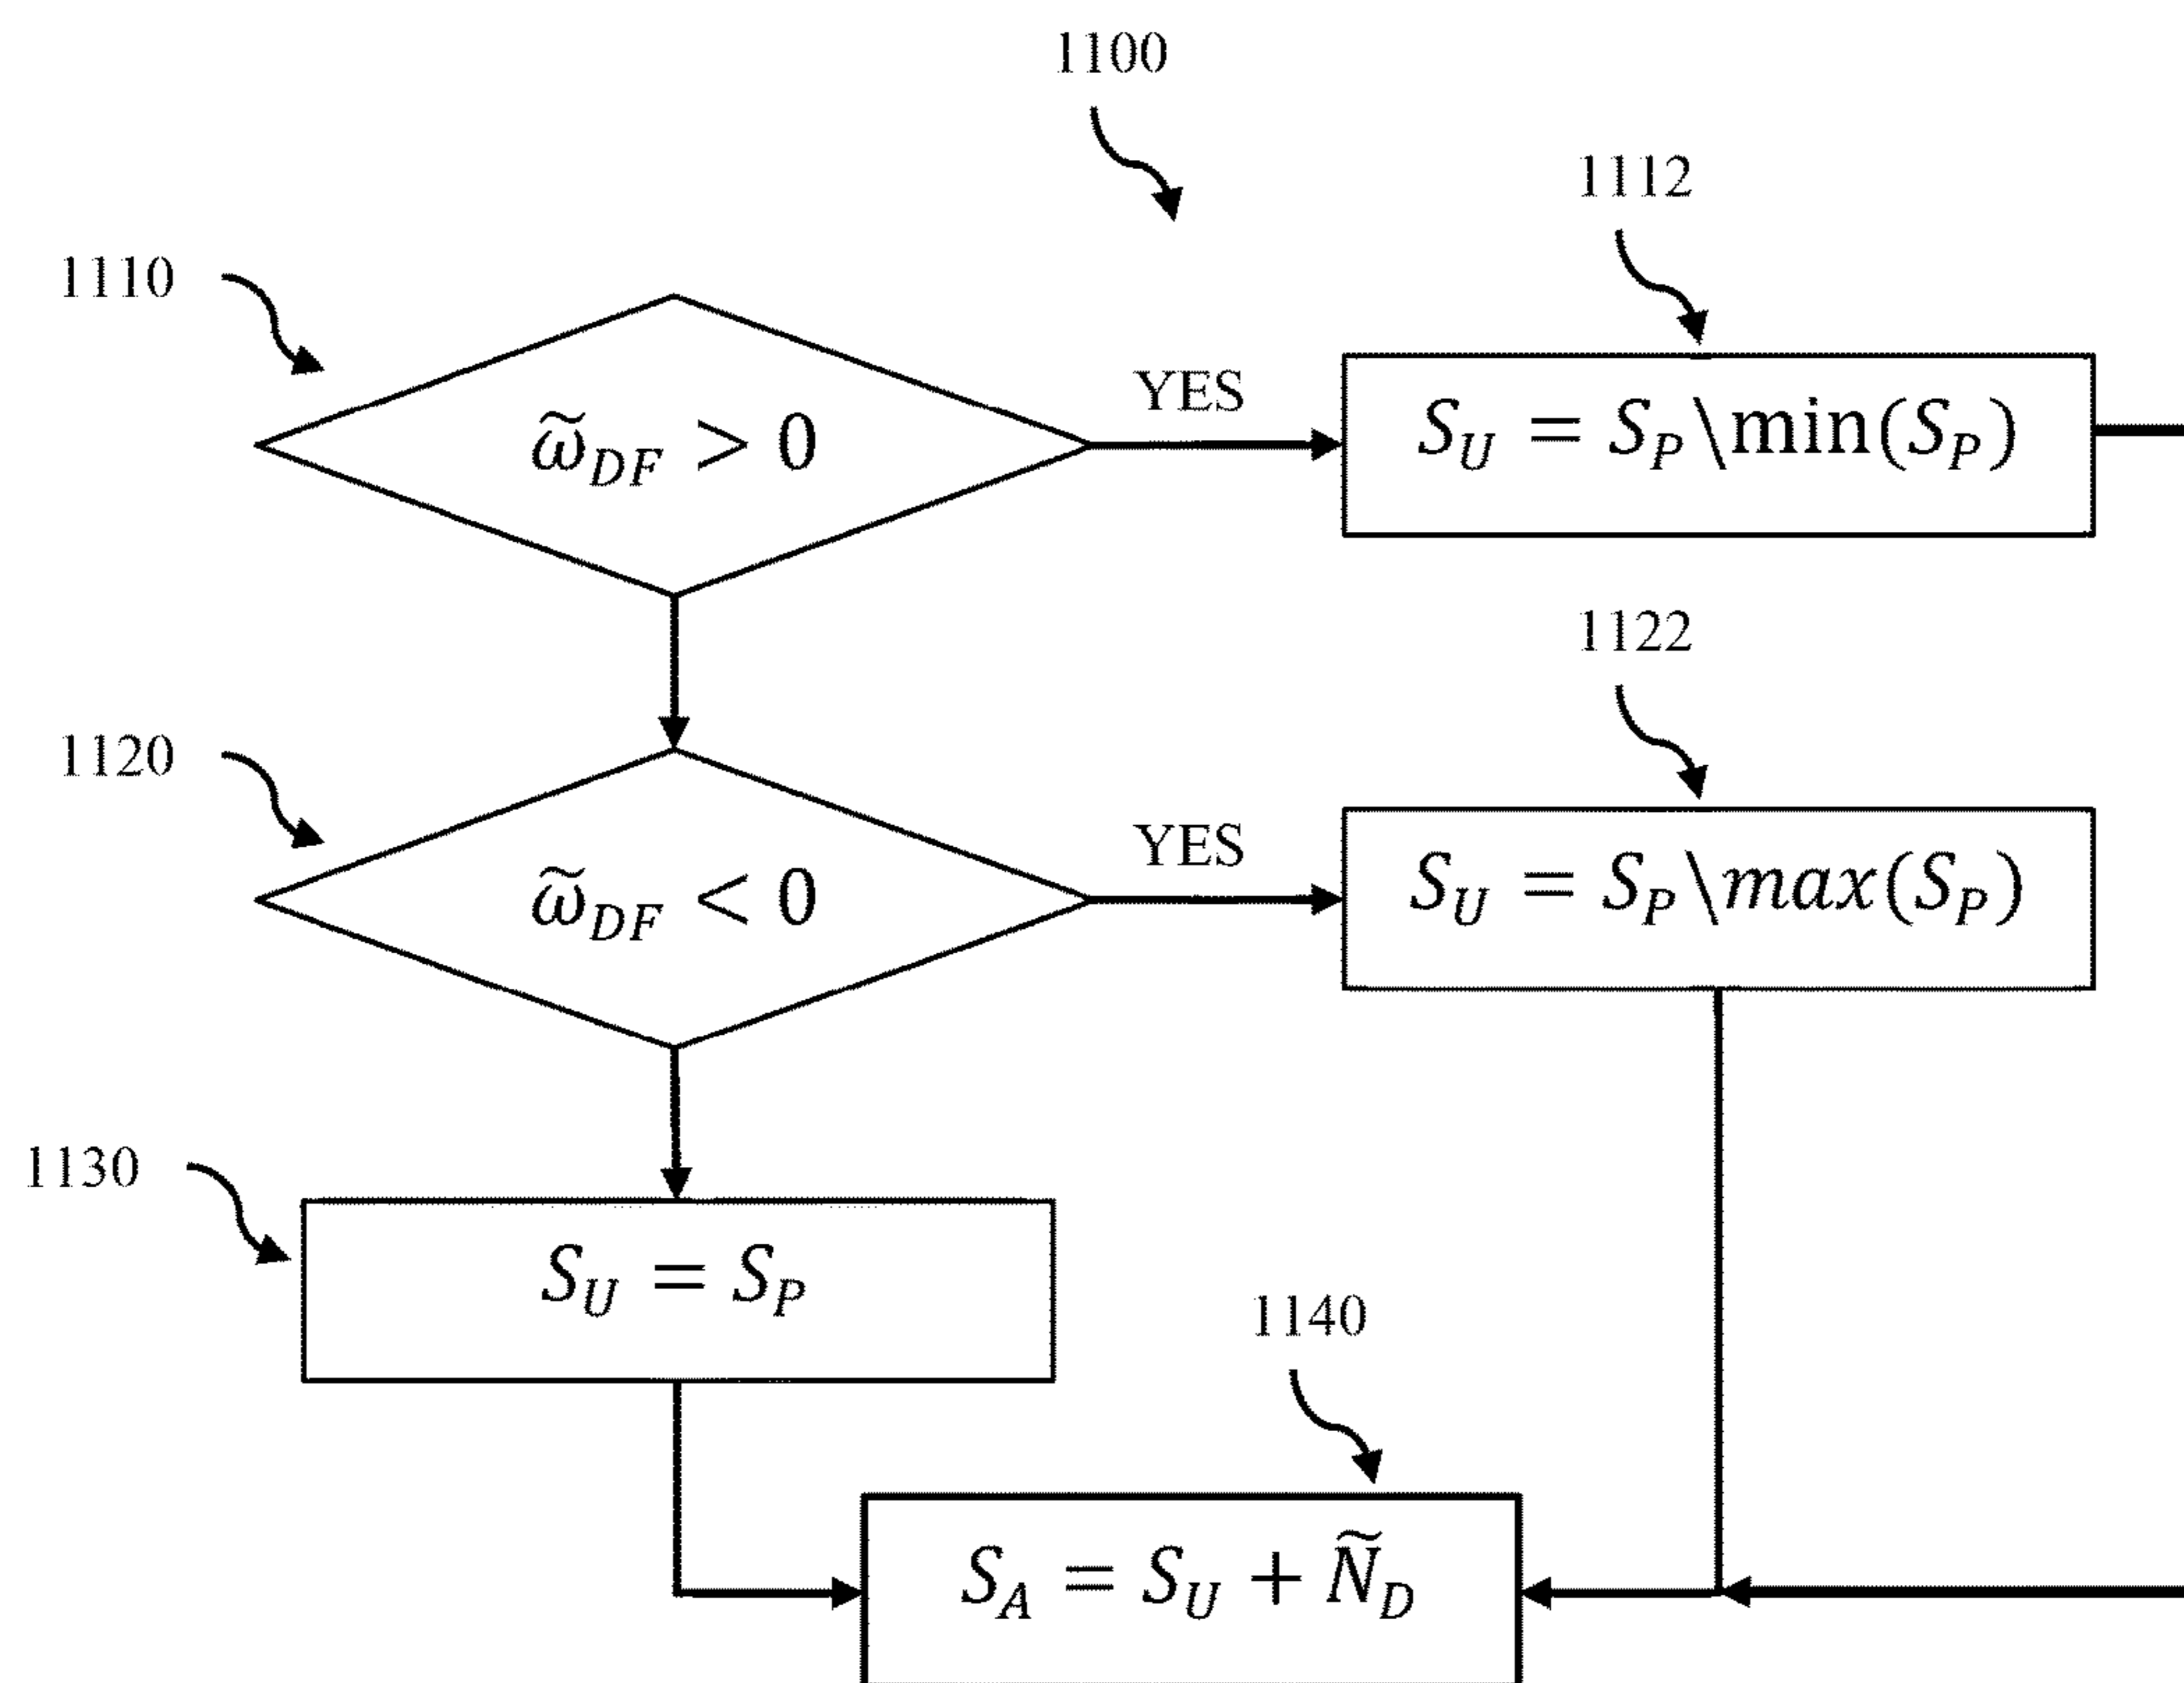 1100
1112
1110
YES
ω̃_DF > 0
S_U = S_P\min(S_P)
1122
1120
YES
ω̃_DF < 0
S_U = S_P\max(S_P)
1130
S_U = S_P
1140
S_A = S_U + Ñ_D